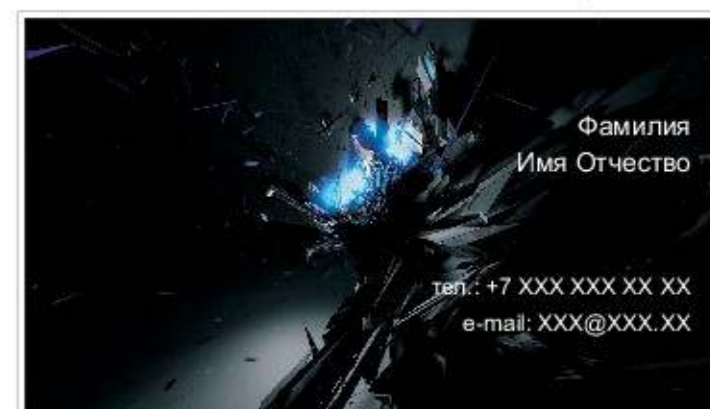 Фамилия
Имя Отчество
тел.: +7 XXX XXX XX XX
e-mail: XXX@XXX.XX